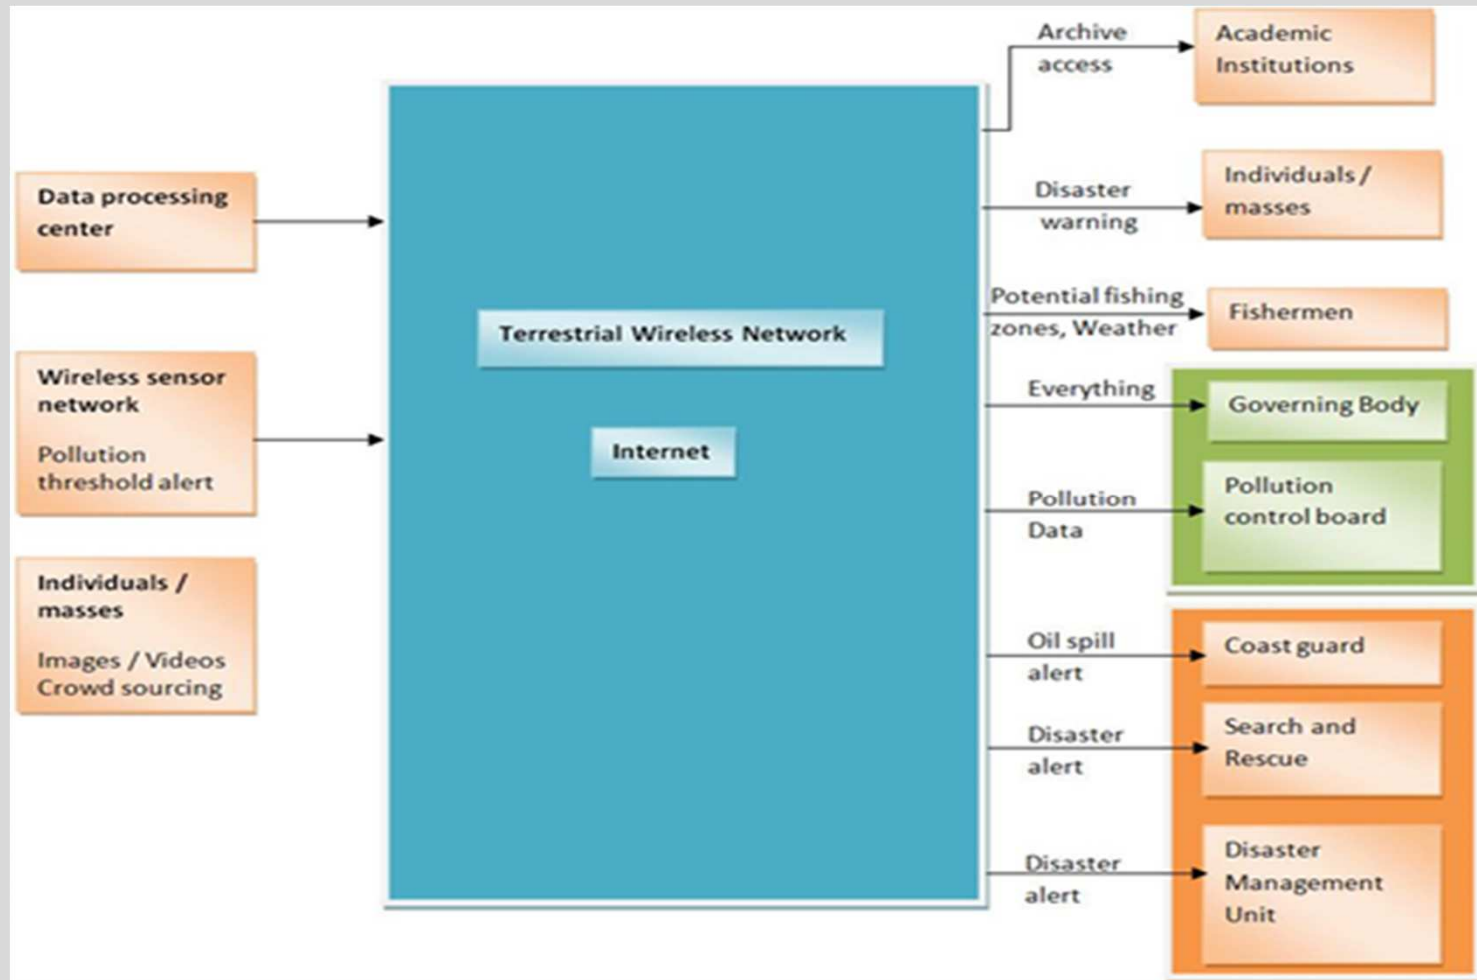 Data processing
center
Wireless sensor
network
Pollution
threshold alert
Individuals /
masses
Images / Videos
Crowd sourcing
Terrestrial Wireless Network
Internet
Archive
access
Academic
Institutions
Disaster
warning
Individuals /
masses
Potential fishing
zones, Weather
Fishermen
Everything
Governing Body
Pollution
Data
Pollution
control board
Oil spill
alert
Coast guard
Disaster
alert
Search and
Rescue
Disaster
alert
Disaster
Management
Unit